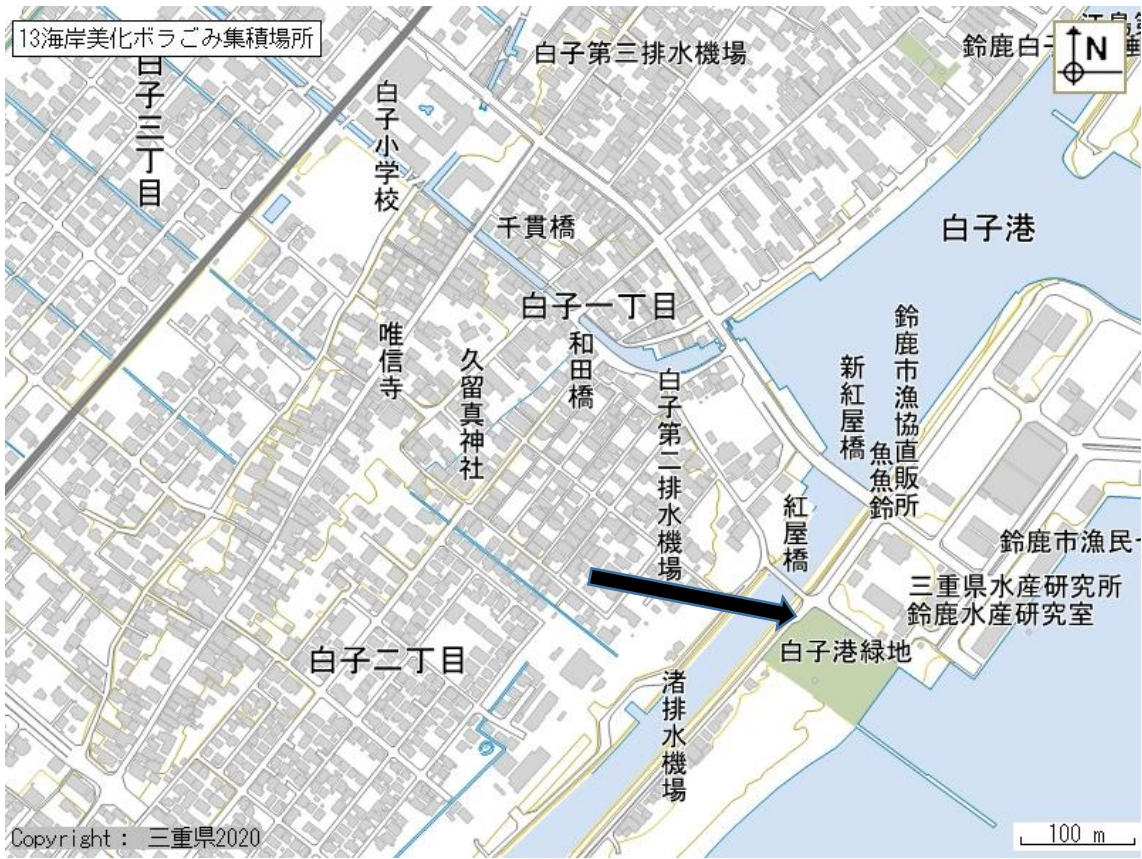 13海岸美化ボラごみ集積場所
N
白子三丁目
白子小学校
白子第三排水機場
鈴鹿白子
千貫橋
白子港
白子一丁目
唯信寺
久留真神社
和田橋
白子第二排水機場
新紅屋橋
鈴鹿市漁協直販所
魚魚鈴
紅屋橋
鈴鹿市漁民
三重県水産研究所
鈴鹿水産研究室
白子港緑地
白子二丁目
渚排水機場
Copyright : 三重県2020
100 m